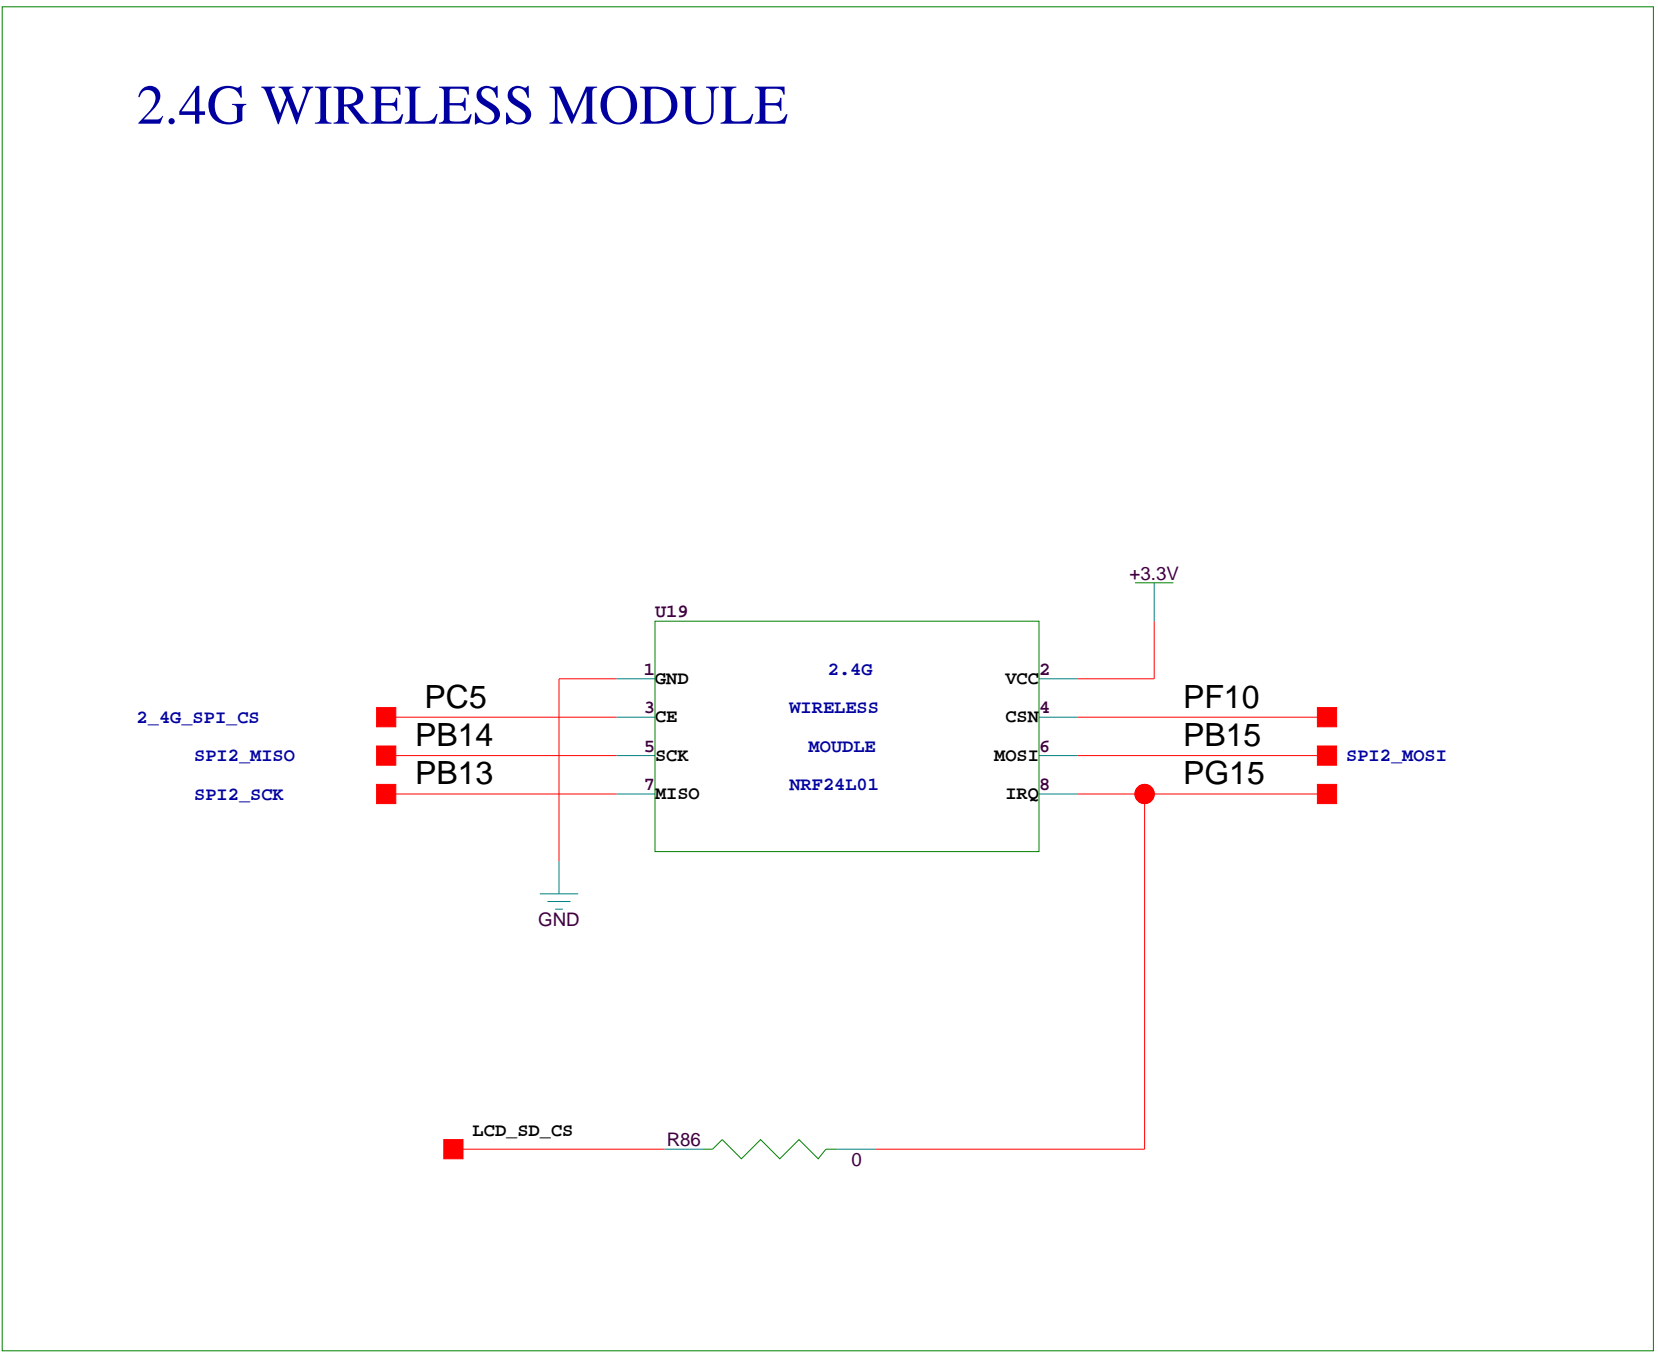 2.4G WIRELESS MODULE
+3.3V
U19
1
GND
2.4G
VCC
2
2_4G_SPI_CS
PC5
3
CE
WIRELESS
CSN
4
PF10
SPI2_MISO
PB14
5
SCK
MOUDLE
MOSI
6
PB15
SPI2_MOSI
SPI2_SCK
PB13
7
MISO
NRF24L01
IRQ
8
PG15
GND
LCD_SD_CS
R86
0